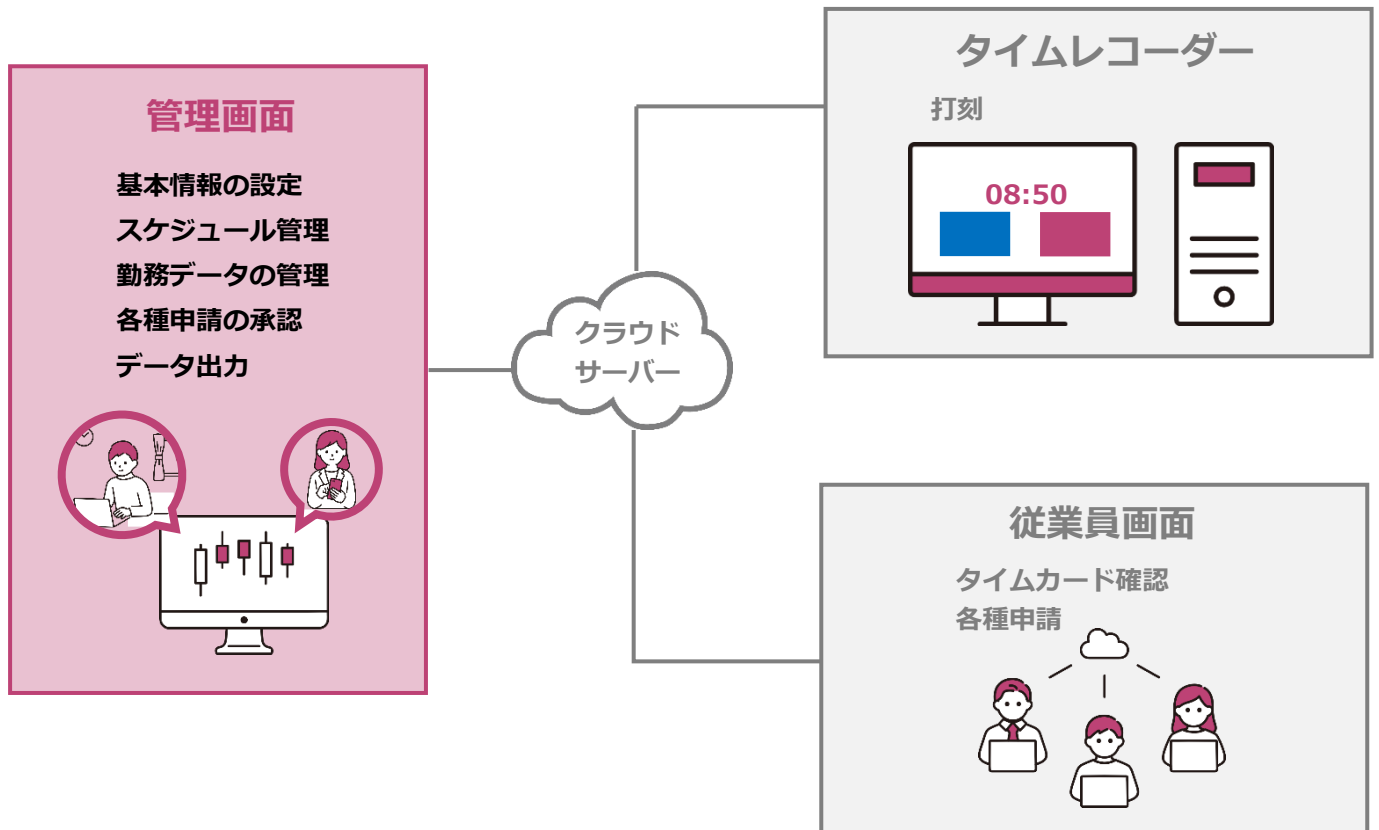 管理画面
基本情報の設定
スケジュール管理
勤務データの管理
各種申請の承認
データ出力
クラウド
サーバー
タイムレコーダー
打刻
08:50
従業員画面
タイムカード確認
各種申請